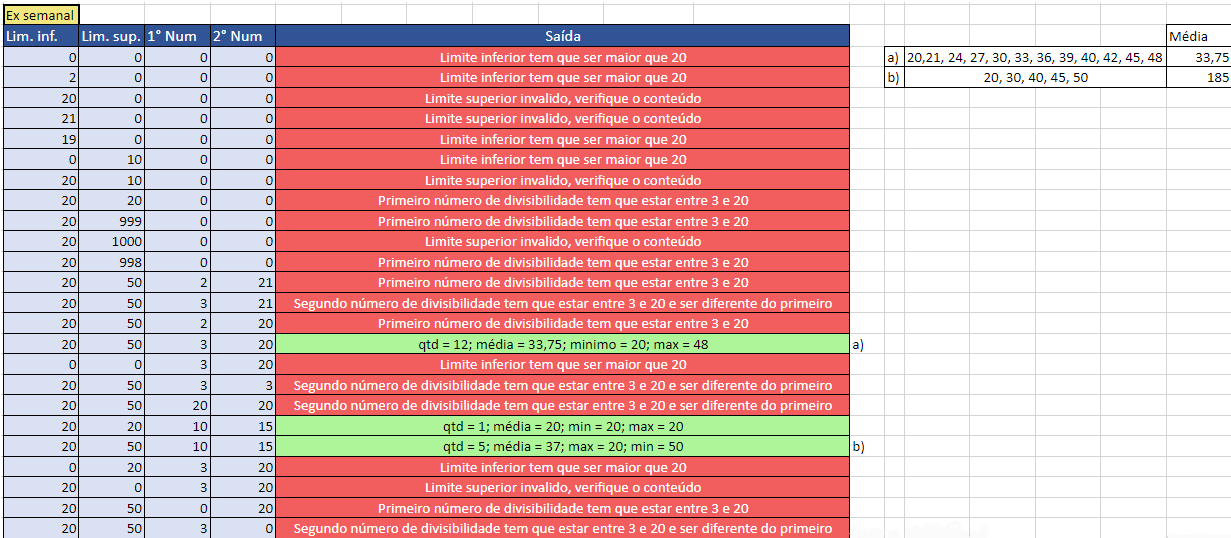 Ex semanal
Lim. inf. Lim. sup. 1° Num 2° Num Saída Média
0 0 0 0 Limite inferior tem que ser maior que 20 a) 20,21, 24, 27, 30, 33, 36, 39, 40, 42, 45, 48 33,75
2 0 0 0 Limite inferior tem que ser maior que 20 b) 20, 30, 40, 45, 50 185
20 0 0 0 Limite superior invalido, verifique o conteúdo
21 0 0 0 Limite superior invalido, verifique o conteúdo
19 0 0 0 Limite inferior tem que ser maior que 20
0 10 0 0 Limite inferior tem que ser maior que 20
20 10 0 0 Limite superior invalido, verifique o conteúdo
20 20 0 0 Primeiro número de divisibilidade tem que estar entre 3 e 20
20 999 0 0 Primeiro número de divisibilidade tem que estar entre 3 e 20
20 1000 0 0 Limite superior invalido, verifique o conteúdo
20 998 0 0 Primeiro número de divisibilidade tem que estar entre 3 e 20
20 50 2 21 Primeiro número de divisibilidade tem que estar entre 3 e 20
20 50 3 21 Segundo número de divisibilidade tem que estar entre 3 e 20 e ser diferente do primeiro
20 50 2 20 Primeiro número de divisibilidade tem que estar entre 3 e 20
20 50 3 20 qtd = 12; média = 33,75; minimo = 20; max = 48 a)
0 0 3 20 Limite inferior tem que ser maior que 20
20 50 3 3 Segundo número de divisibilidade tem que estar entre 3 e 20 e ser diferente do primeiro
20 50 20 20 Segundo número de divisibilidade tem que estar entre 3 e 20 e ser diferente do primeiro
20 20 10 15 qtd = 1; média = 20; min = 20; max = 20
20 50 10 15 qtd = 5; média = 37; max = 20; min = 50 b)
0 20 3 20 Limite inferior tem que ser maior que 20
20 0 3 20 Limite superior invalido, verifique o conteúdo
20 50 0 20 Primeiro número de divisibilidade tem que estar entre 3 e 20
20 50 3 0 Segundo número de divisibilidade tem que estar entre 3 e 20 e ser diferente do primeiro